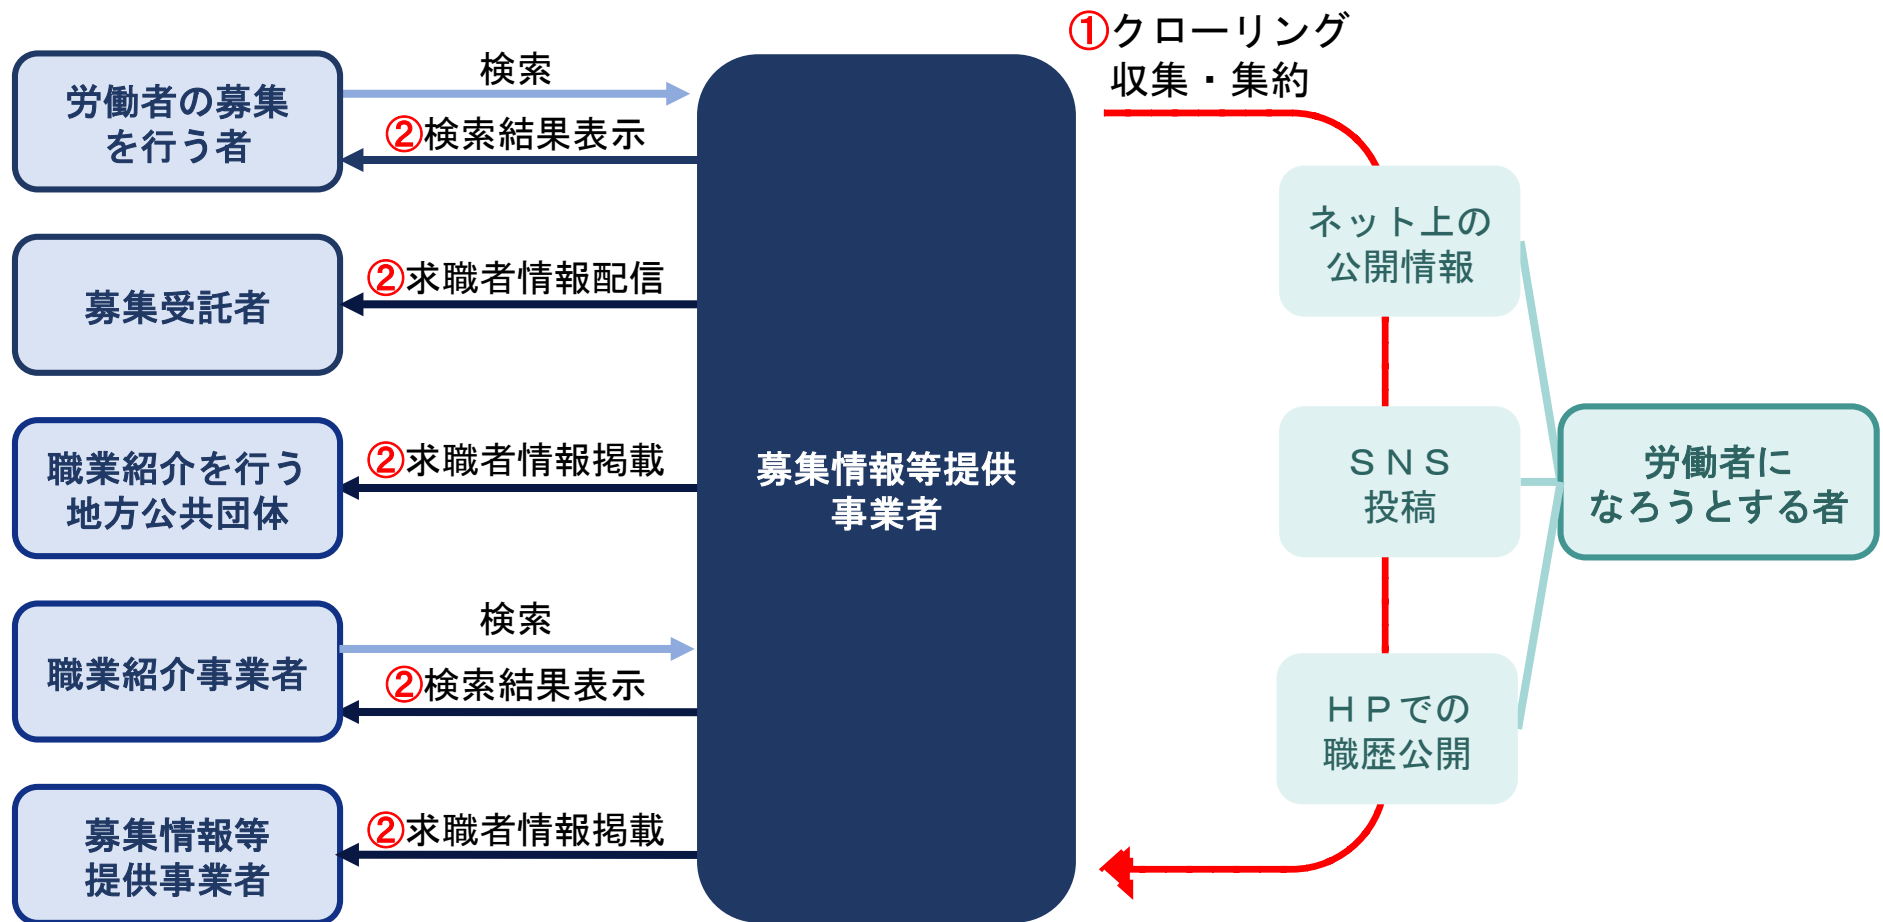 労働者の募集
を行う者
検索
②検索結果表示
募集受託者
②求職者情報配信
職業紹介を行う
地方公共団体
②求職者情報掲載
職業紹介事業者
検索
②検索結果表示
募集情報等
提供事業者
②求職者情報掲載
募集情報等提供
事業者
①クローリング
収集・集約
ネット上の
公開情報
ＳＮＳ
投稿
ＨＰでの
職歴公開
労働者に
なろうとする者